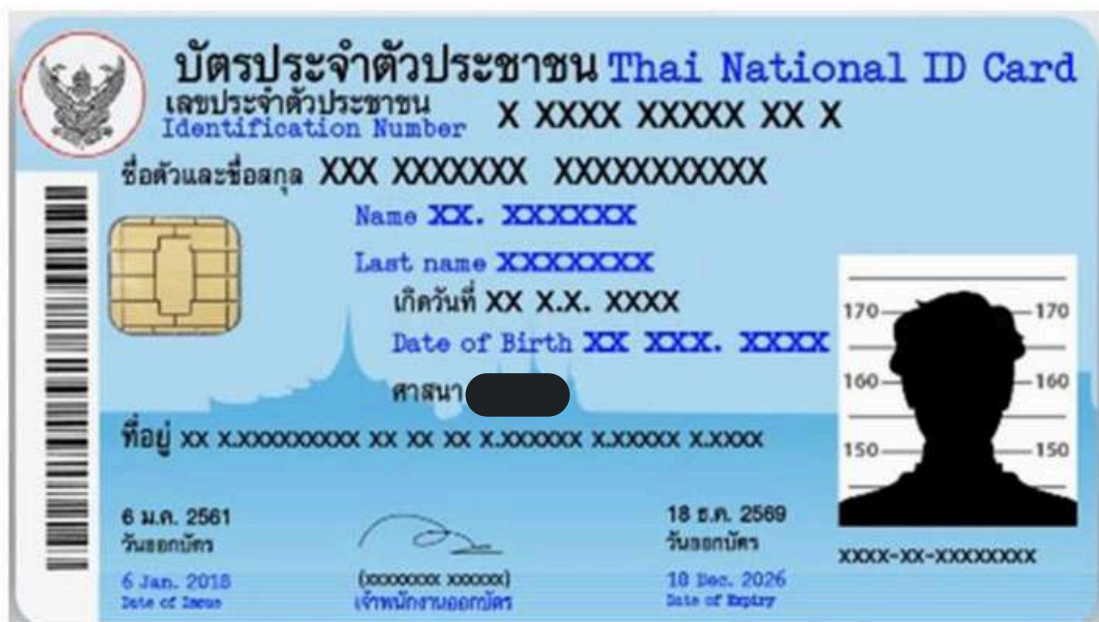 บัตรประจำตัวประชาชน Thai National ID Card
เลขประจำตัวประชาชน
Identification Number X XXXX XXXXX XX X
ชื่อตัวและชื่อสกุล XXX XXXXXXX XXXXXXXXXXX
Name XX. XXXXXX
Last name XXXXXXXX
เกิดวันที่ XX X.X. XXXX
Date of Birth XX XXX. XXXX
ศาสนา
ที่อยู่ xx x.xxxxxxxxxx xx xx xx x.xxxxxx x.xxxxx x.xxxx
170 170
160 160
150 150
6 ม.ค. 2561
วันออกบัตร
6 Jan. 2018
Date of Issue
(xxxxxxxx xxxxxx)
เจ้าพนักงานออกบัตร
18 ธ.ค. 2569
วันออกบัตร
18 Dec. 2026
Date of Expiry
xxxx-xx-xxxxxxxx